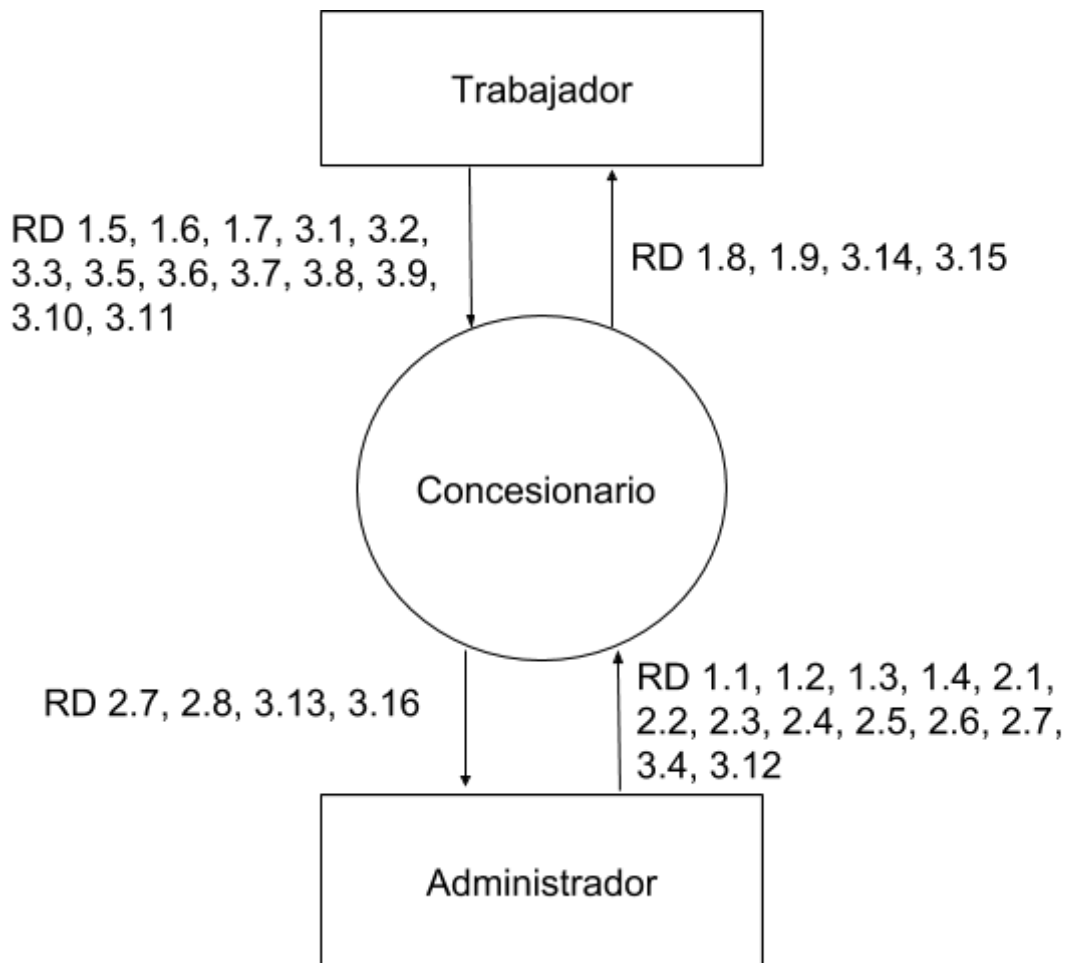 Trabajador
RD 1.5, 1.6, 1.7, 3.1, 3.2,
3.3, 3.5, 3.6, 3.7, 3.8, 3.9,
3.10, 3.11
RD 1.8, 1.9, 3.14, 3.15
Concesionario
RD 2.7, 2.8, 3.13, 3.16
RD 1.1, 1.2, 1.3, 1.4, 2.1,
2.2, 2.3, 2.4, 2.5, 2.6, 2.7,
3.4, 3.12
Administrador